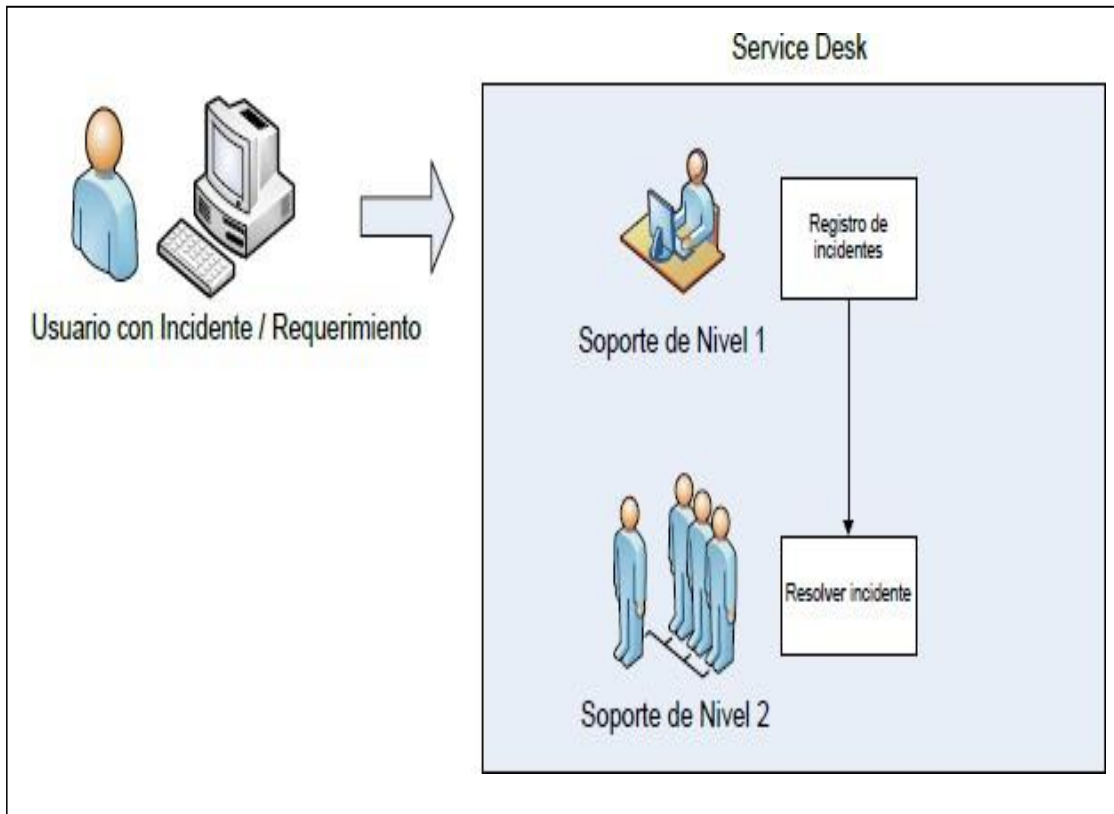 Service Desk
Usuario con Incidente / Requerimiento
Soporte de Nivel 1
Registro de
incidentes
Soporte de Nivel 2
Resolver incidente